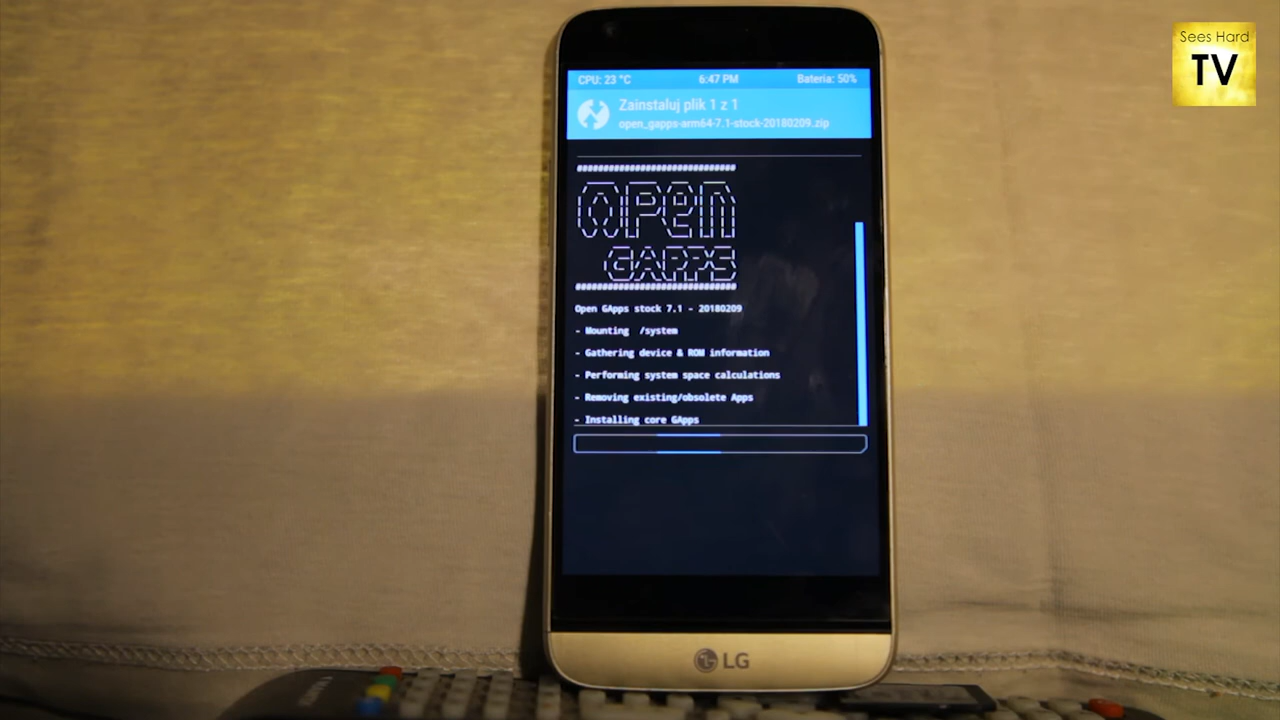 Sees Hard
TV
CPU: 23 °C 6:47 PM Bateria: 50%
Zainstaluj plik 1 z 1
open_gapps-arm64-7.1-stock-20180209.zip
##############################
OPEN
GAPPS
##############################
Open GApps stock 7.1 - 20180209
- Mounting /system
- Gathering device & ROM information
- Performing system space calculations
- Removing existing/obsolete Apps
- Installing core GApps
LG